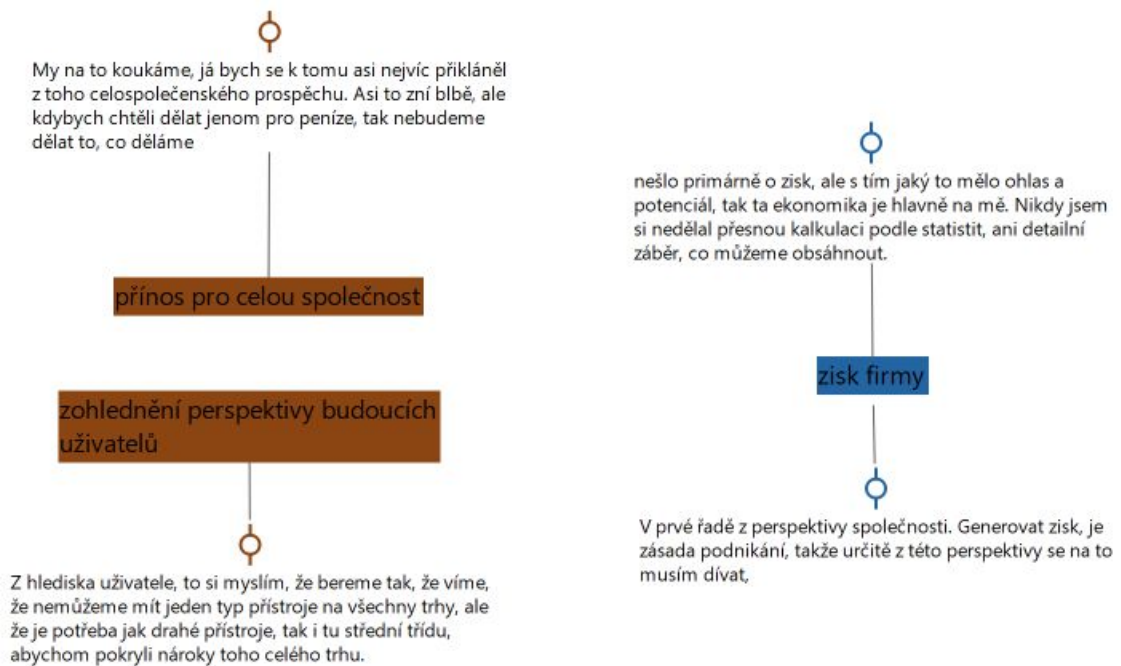 My na to koukáme, já bych se k tomu asi nejvíc přikláněl
z toho celospolečenského prospěchu. Asi to zní blbě, ale
kdybych chtěli dělat jenom pro peníze, tak nebudeme
dělat to, co děláme
přínos pro celou společnost
zohlednění perspektivy budoucích
uživatelů
Z hlediska uživatele, to si myslím, že bereme tak, že víme,
že nemůžeme mít jeden typ přístroje na všechny trhy, ale
že je potřeba jak drahé přístroje, tak i tu střední třídu,
abychom pokryli nároky toho celého trhu.
nešlo primárně o zisk, ale s tím jaký to mělo ohlas a
potenciál, tak ta ekonomika je hlavně na mě. Nikdy jsem
si nedělal přesnou kalkulaci podle statistit, ani detailní
záběr, co můžeme obsáhnout.
zisk firmy
V prvé řadě z perspektivy společnosti. Generovat zisk, je
zásada podnikání, takže určitě z této perspektivy se na to
musím dívat,